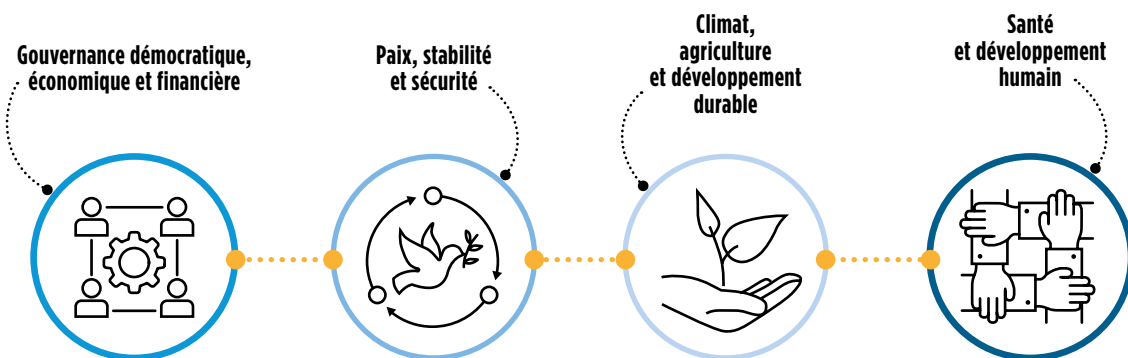 Gouvernance démocratique,
économique et financière
Paix, stabilité
et sécurité
Climat,
agriculture
et développement
durable
Santé
et développement
humain